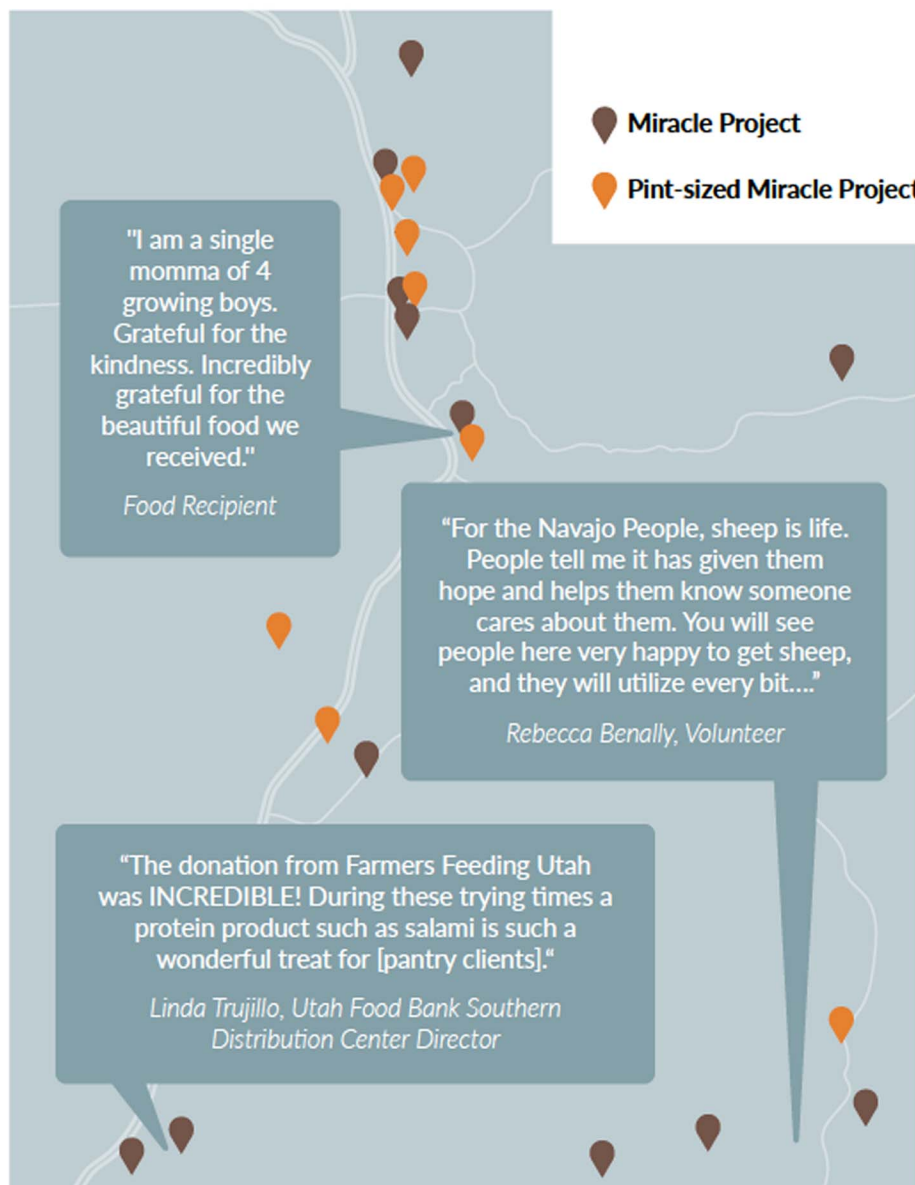 Miracle Project
Pint-sized Miracle Project
"I am a single
momma of 4
growing boys.
Grateful for the
kindness. Incredibly
grateful for the
beautiful food we
received."
Food Recipient
“For the Navajo People, sheep is life.
People tell me it has given them
hope and helps them know someone
cares about them. You will see
people here very happy to get sheep,
and they will utilize every bit....”
Rebecca Benally, Volunteer
“The donation from Farmers Feeding Utah
was INCREDIBLE! During these trying times a
protein product such as salami is such a
wonderful treat for [pantry clients].“
Linda Trujillo, Utah Food Bank Southern
Distribution Center Director